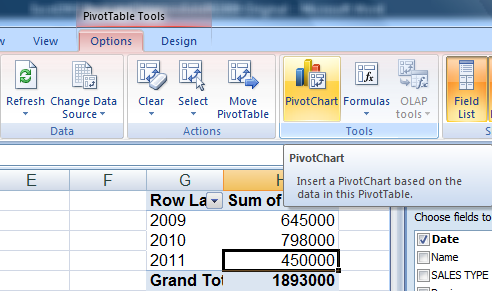 PivotTable Tools
View Options Design
Refresh Change Data Source Clear Select Move PivotTable PivotChart Formulas OLAP tools Field List
Data Actions Tools
PivotChart
Insert a PivotChart based on the
data in this PivotTable.
E F G H
Row La Sum of
2009 645000
2010 798000
2011 450000
Grand Tot 1893000
Choose fields to
Date
Name
SALES TYPE